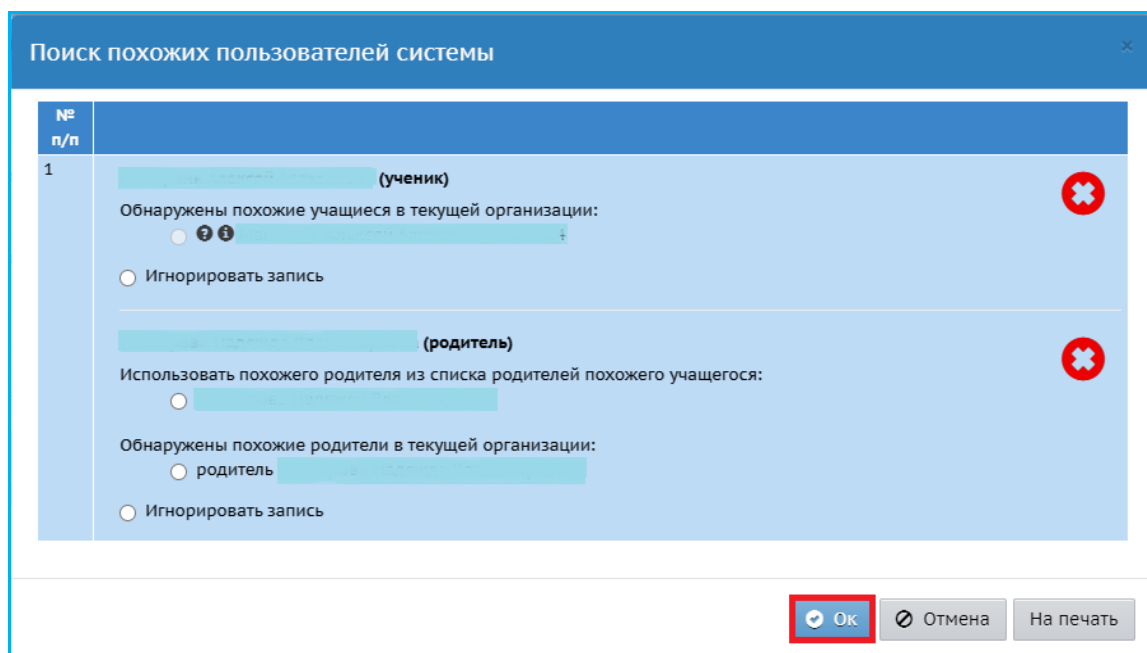 Поиск похожих пользователей системы
№
п/п
1
(ученик)
Обнаружены похожие учащиеся в текущей организации:
Игнорировать запись
(родитель)
Использовать похожего родителя из списка родителей похожего учащегося:
Обнаружены похожие родители в текущей организации:
родитель
Игнорировать запись
Ок Отмена На печать